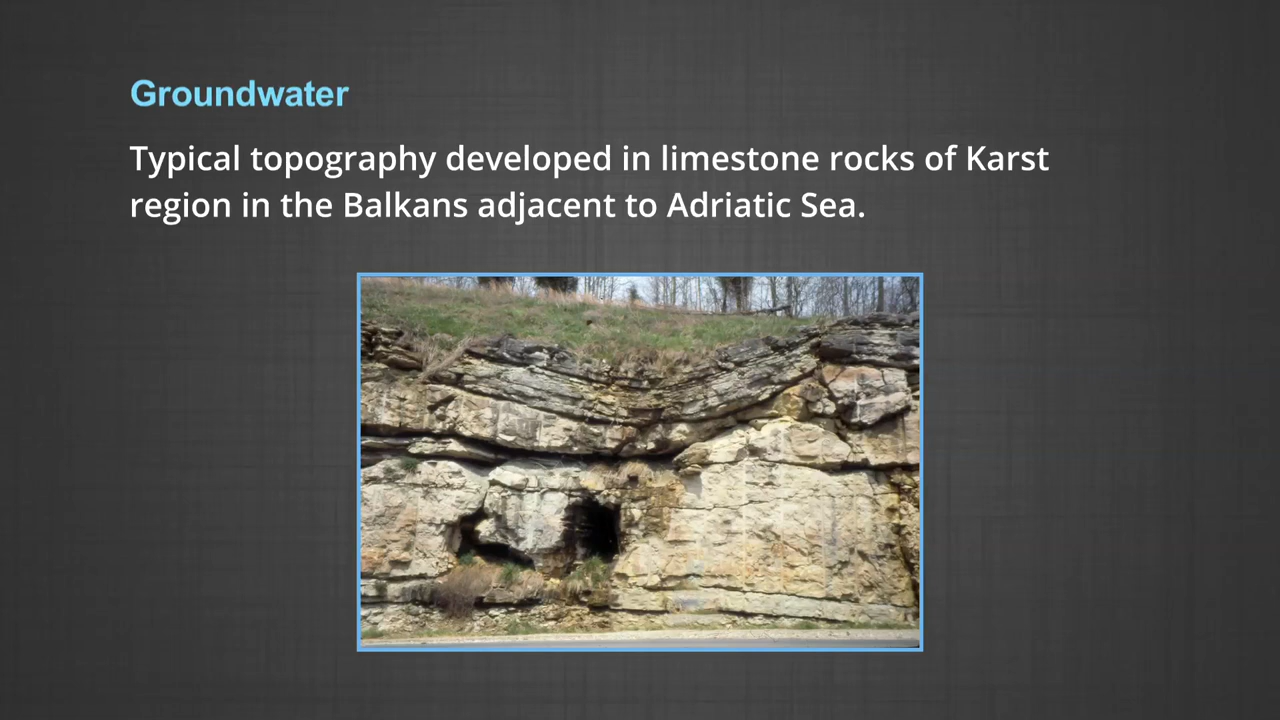 Groundwater
Typical topography developed in limestone rocks of Karst
region in the Balkans adjacent to Adriatic Sea.